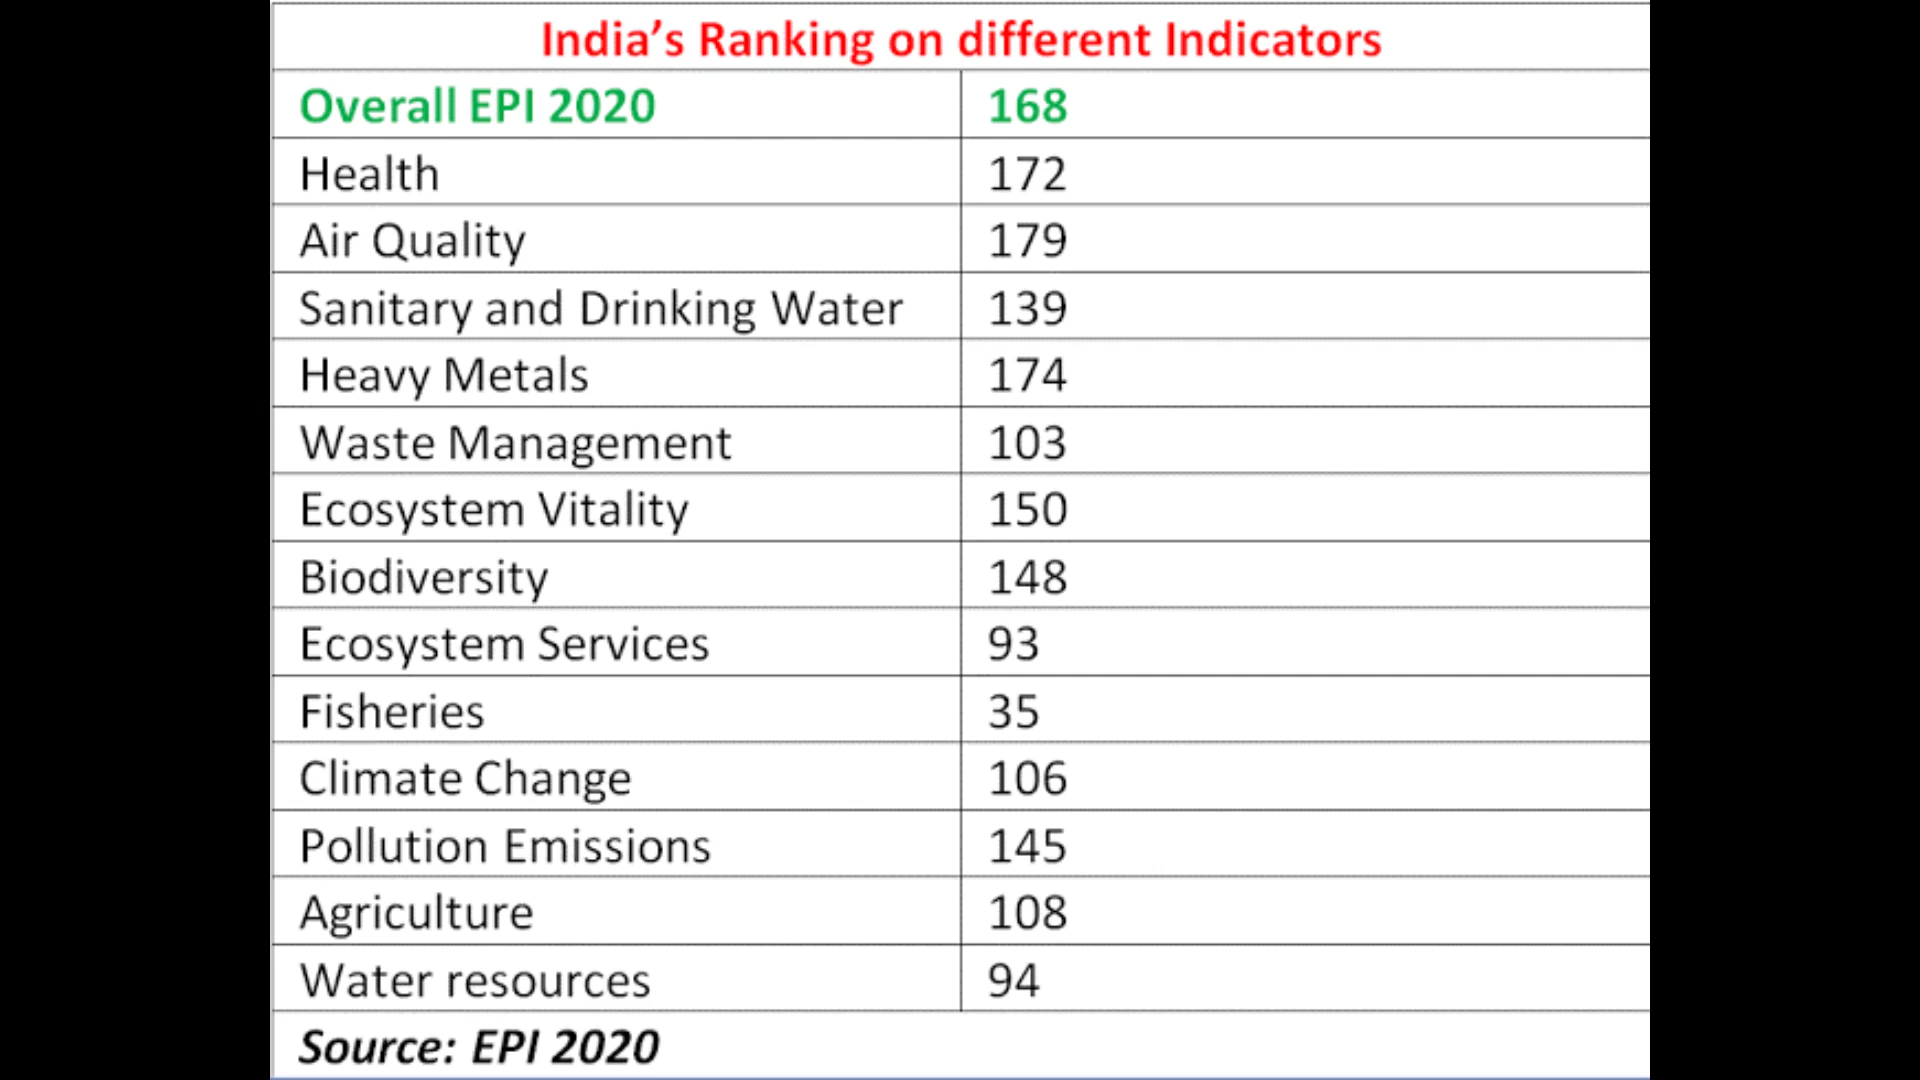 India’s Ranking on different Indicators
Overall EPI 2020 168
Health 172
Air Quality 179
Sanitary and Drinking Water 139
Heavy Metals 174
Waste Management 103
Ecosystem Vitality 150
Biodiversity 148
Ecosystem Services 93
Fisheries 35
Climate Change 106
Pollution Emissions 145
Agriculture 108
Water resources 94
Source: EPI 2020